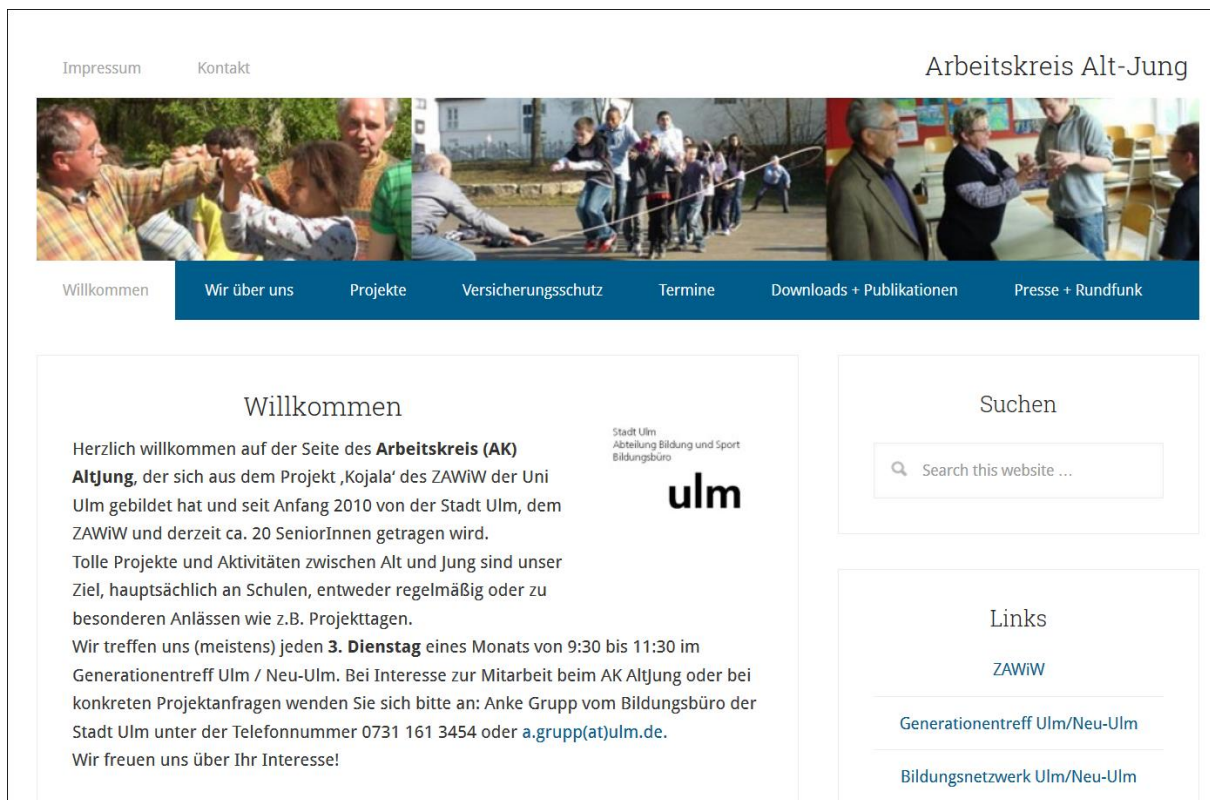 Impressum Kontakt
Arbeitskreis Alt-Jung
Willkommen Wir über uns Projekte Versicherungsschutz Termine Downloads + Publikationen Presse + Rundfunk
Willkommen
Herzlich willkommen auf der Seite des Arbeitskreis (AK)
AltJung, der sich aus dem Projekt ‚Kojala‘ des ZAWiW der Uni
Ulm gebildet hat und seit Anfang 2010 von der Stadt Ulm, dem
ZAWiW und derzeit ca. 20 SeniorInnen getragen wird.
Tolle Projekte und Aktivitäten zwischen Alt und Jung sind unser
Ziel, hauptsächlich an Schulen, entweder regelmäßig oder zu
besonderen Anlässen wie z.B. Projekttagen.
Wir treffen uns (meistens) jeden 3. Dienstag eines Monats von 9:30 bis 11:30 im
Generationentreff Ulm / Neu-Ulm. Bei Interesse zur Mitarbeit beim AK AltJung oder bei
konkreten Projektanfragen wenden Sie sich bitte an: Anke Grupp vom Bildungsbüro der
Stadt Ulm unter der Telefonnummer 0731 161 3454 oder a.grupp(at)ulm.de.
Wir freuen uns über Ihr Interesse!
Stadt Ulm
Abteilung Bildung und Sport
Bildungsbüro
ulm
Suchen
Search this website …
Links
ZAWiW
Generationentreff Ulm/Neu-Ulm
Bildungsnetzwerk Ulm/Neu-Ulm